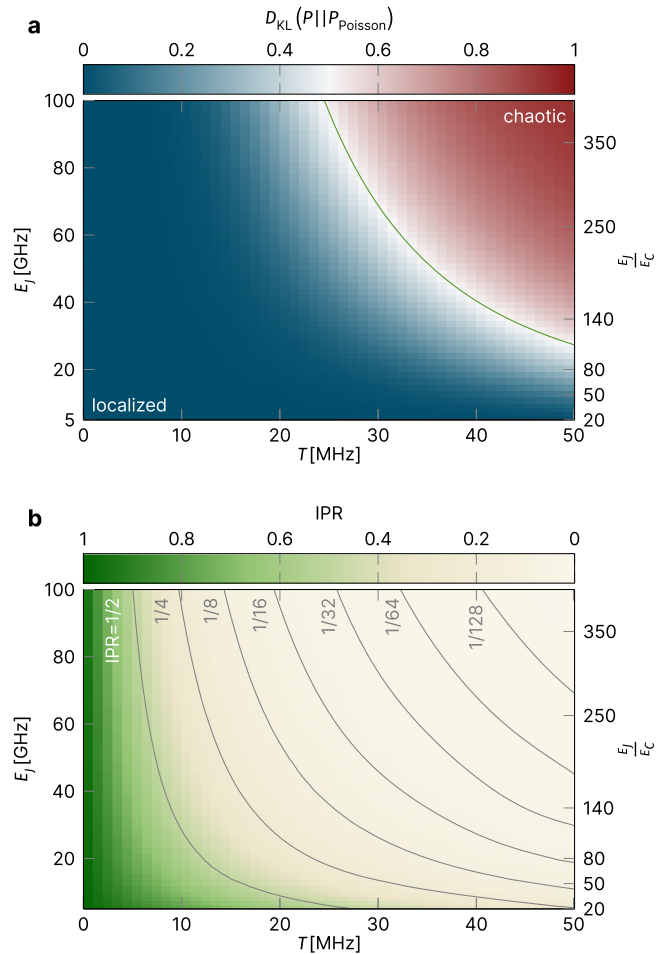 a
D_KL (P||P_Poisson)
0 0.2 0.4 0.6 0.8 1
chaotic
localized
E_J [GHz]
100
80
60
40
20
5
350
250
140
80
50
20
E_J/E_C
0 10 20 30 40 50
T [MHz]
b
IPR
1 0.8 0.6 0.4 0.2 0
IPR=1/2 1/4 1/8 1/16 1/32 1/64 1/128
E_J [GHz]
100
80
60
40
20
350
250
140
80
50
20
E_J/E_C
0 10 20 30 40 50
T [MHz]